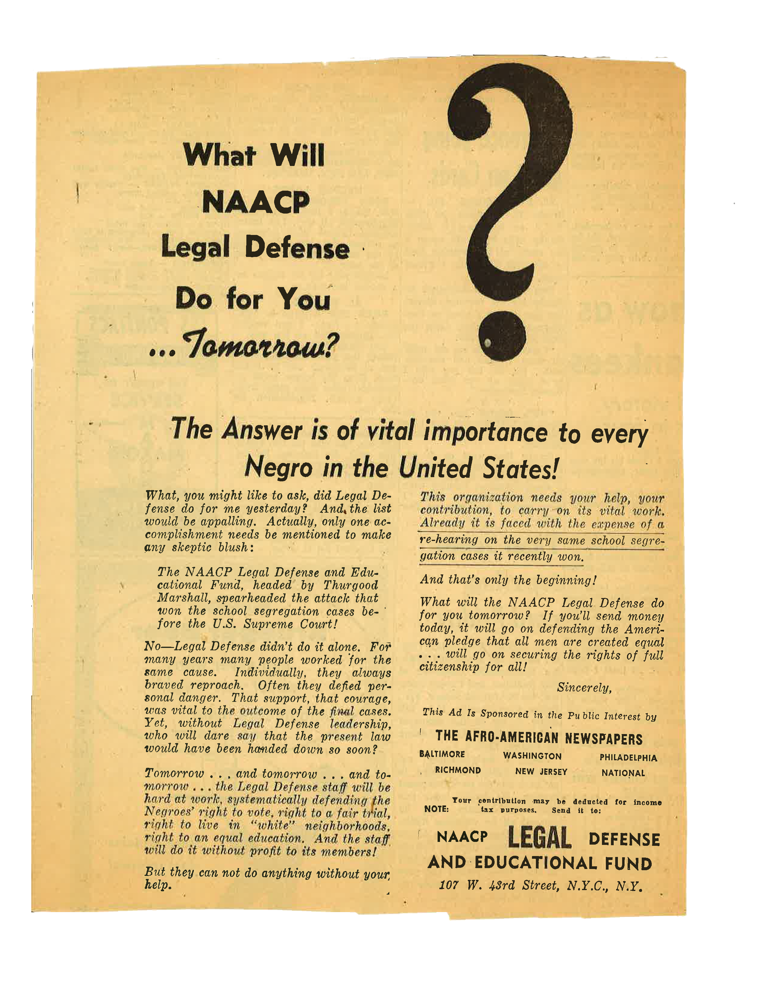 What Will
NAACP
Legal Defense
Do for You
... Tomorrow?
?
The Answer is of vital importance to every
Negro in the United States!
What, you might like to ask, did Legal De-
fense do for me yesterday? And, the list
would be appalling. Actually, only one ac-
complishment needs be mentioned to make
any skeptic blush:
The NAACP Legal Defense and Edu-
cational Fund, headed by Thurgood
Marshall, spearheaded the attack that
won the school segregation cases be-
fore the U.S. Supreme Court!
No—Legal Defense didn't do it alone. For
many years many people worked for the
same cause. Individually, they always
braved reproach. Often they defied per-
sonal danger. That support, that courage,
was vital to the outcome of the final cases.
Yet, without Legal Defense leadership,
who will dare say that the present law
would have been handed down so soon?
Tomorrow . . . and tomorrow . . . and to-
morrow . . . the Legal Defense staff will be
hard at work, systematically defending the
Negroes' right to vote, right to a fair trial,
right to live in "white" neighborhoods,
right to an equal education. And the staff
will do it without profit to its members!
But they can not do anything without your
help.
This organization needs your help, your
contribution, to carry on its vital work.
Already it is faced with the expense of a
re-hearing on the very same school segre-
gation cases it recently won.
And that's only the beginning!
What will the NAACP Legal Defense do
for you tomorrow? If you'll send money
today, it will go on defending the Ameri-
can pledge that all men are created equal
. . . will go on securing the rights of full
citizenship for all!
Sincerely,
This Ad Is Sponsored in the Public Interest by
THE AFRO-AMERICAN NEWSPAPERS
BALTIMORE WASHINGTON PHILADELPHIA
RICHMOND NEW JERSEY NATIONAL
NOTE: Your contribution may be deducted for income
tax purposes. Send it to:
NAACP LEGAL DEFENSE
AND EDUCATIONAL FUND
107 W. 43rd Street, N.Y.C., N.Y.